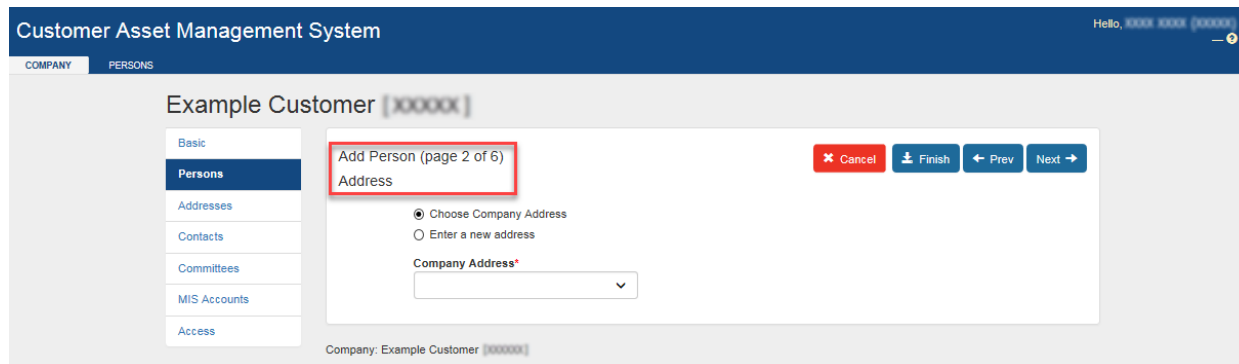 Customer Asset Management System
Hello,
COMPANY PERSONS
Example Customer
Basic
Persons
Addresses
Contacts
Committees
MIS Accounts
Access
Add Person (page 2 of 6)
Address
Cancel
Finish
Prev
Next
Choose Company Address
Enter a new address
Company Address*
Company: Example Customer